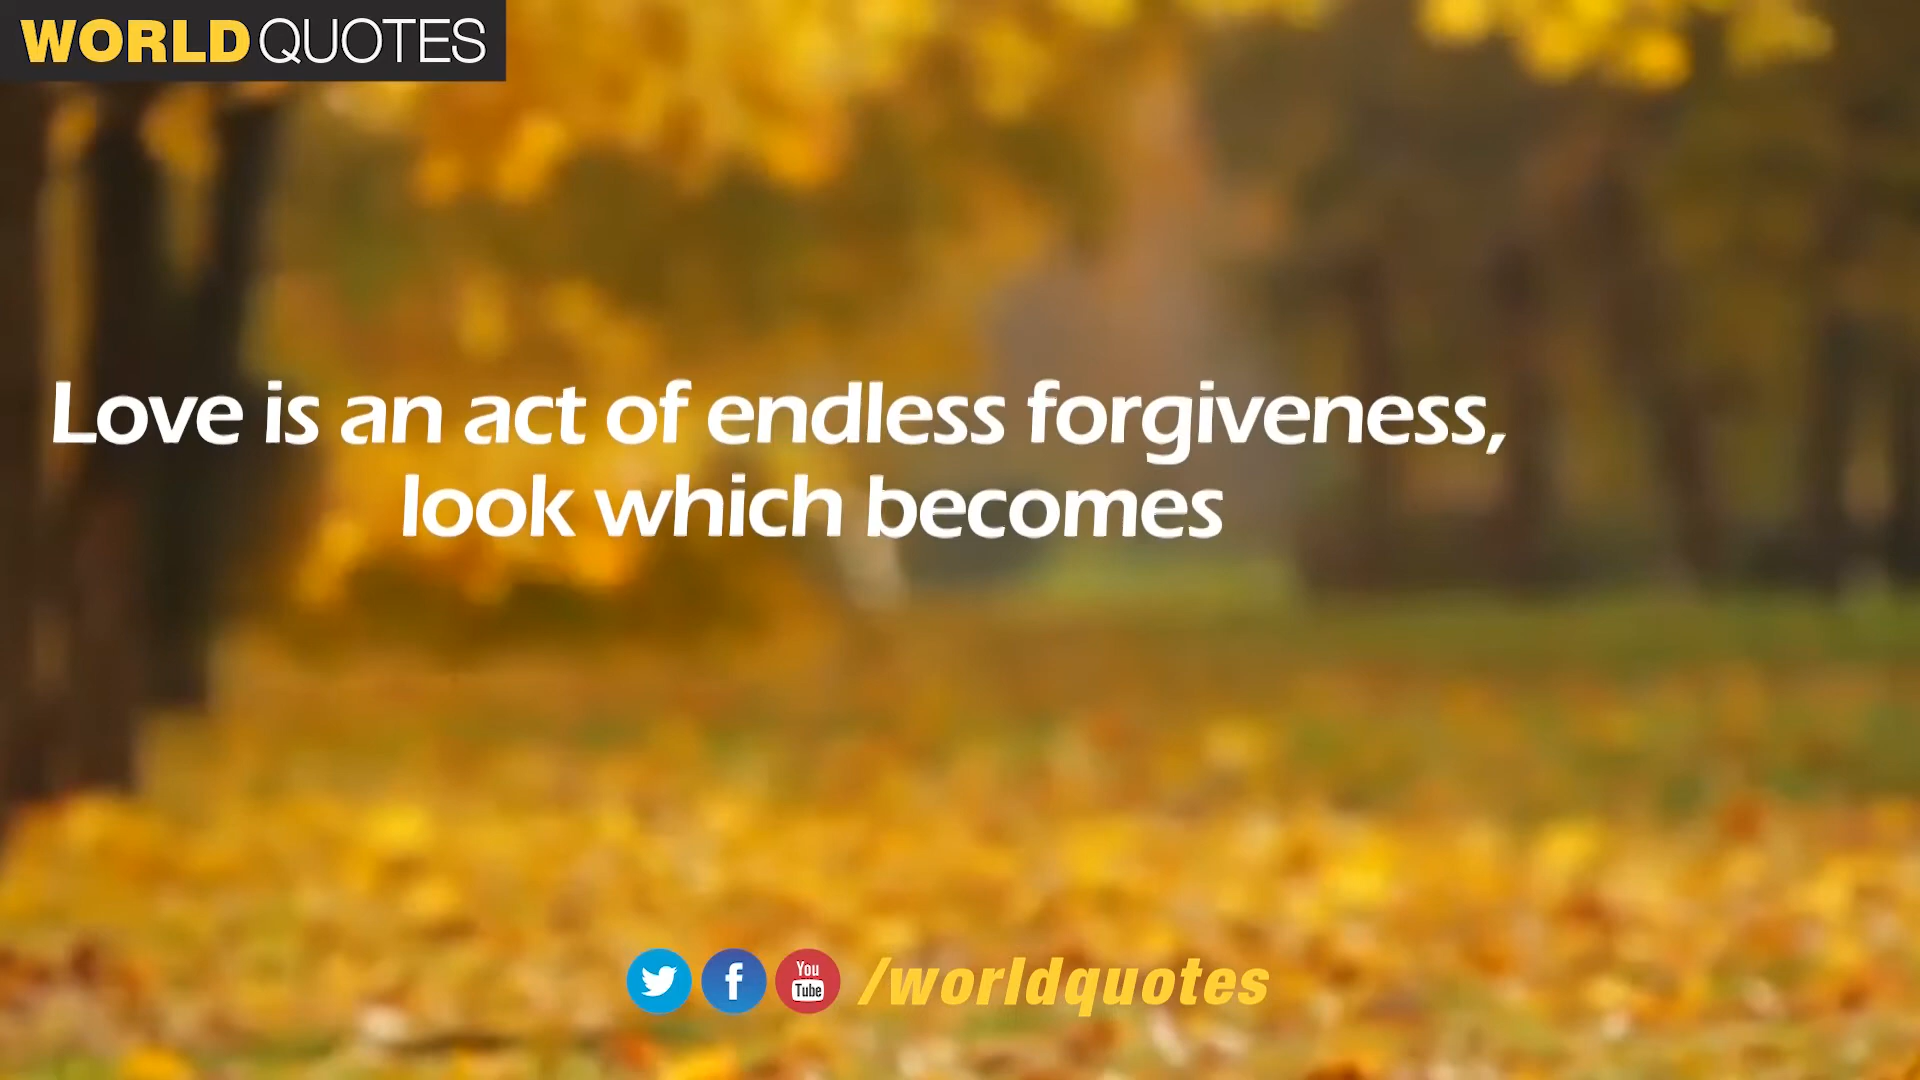 WORLD QUOTES
Love is an act of endless forgiveness,
look which becomes
You
Tube
/worldquotes